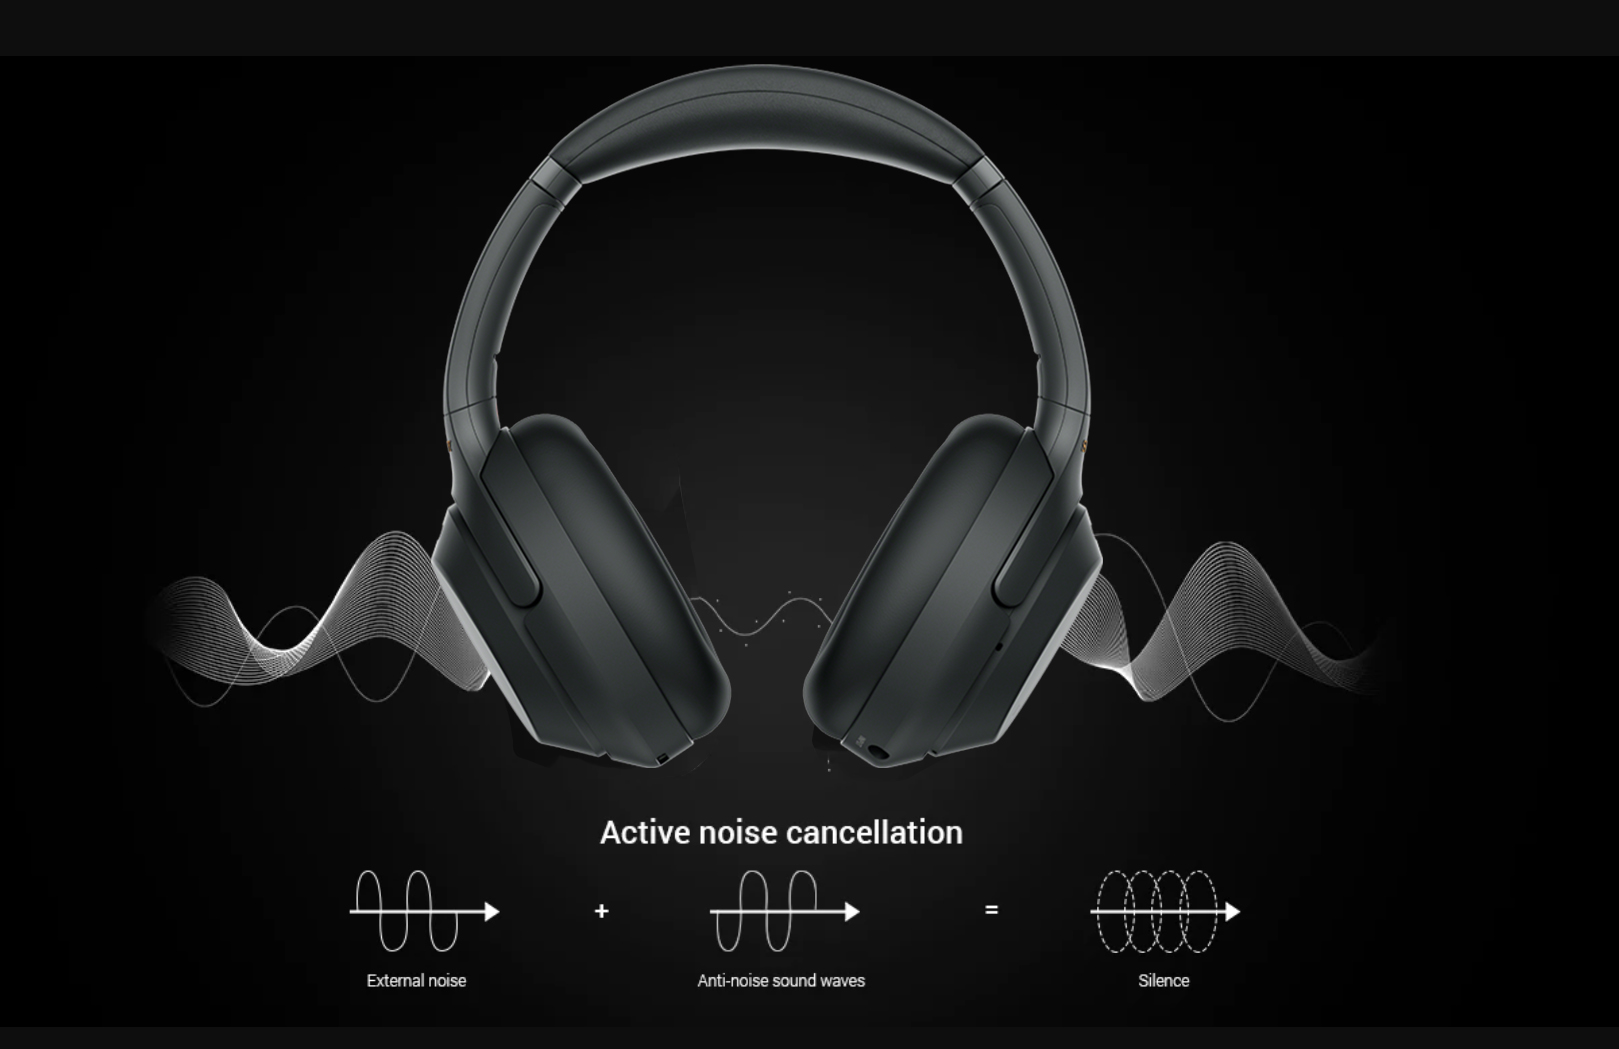 Active noise cancellation
+
=
External noise
Anti-noise sound waves
Silence